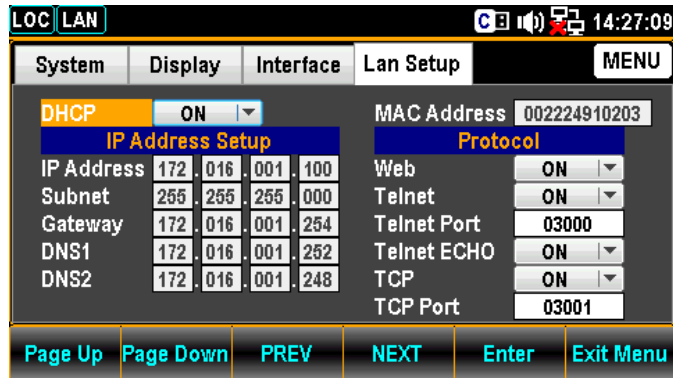 LOC LAN C 14:27:09
System Display Interface Lan Setup MENU
DHCP ON MAC Address 002224910203
IP Address Setup Protocol
IP Address 172 . 016 . 001 . 100 Web ON
Subnet 255 . 255 . 255 . 000 Telnet ON
Gateway 172 . 016 . 001 . 254 Telnet Port 03000
DNS1 172 . 016 . 001 . 252 Telnet ECHO ON
DNS2 172 . 016 . 001 . 248 TCP ON
TCP Port 03001
Page Up Page Down PREV NEXT Enter Exit Menu